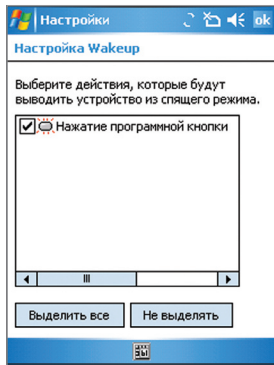 Настройки ok
Настройка Wakeup
Выберите действия, которые будут
выводить устройство из спящего режима.
Нажатие программной кнопки
Выделить все Не выделять